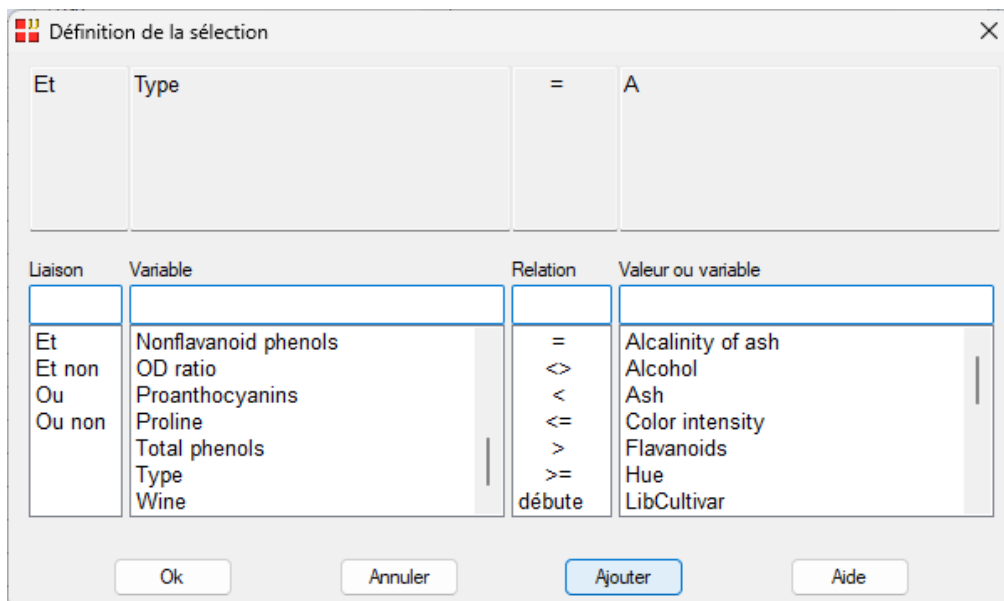 Définition de la sélection
Et Type = A
Liaison Variable Relation Valeur ou variable
Et Nonflavanoid phenols = Alcalinity of ash
Et non OD ratio <> Alcohol
Ou Proanthocyanins < Ash
Ou non Proline <= Color intensity
Total phenols > Flavanoids
Type >= Hue
Wine débute LibCultivar
Ok Annuler Ajouter Aide